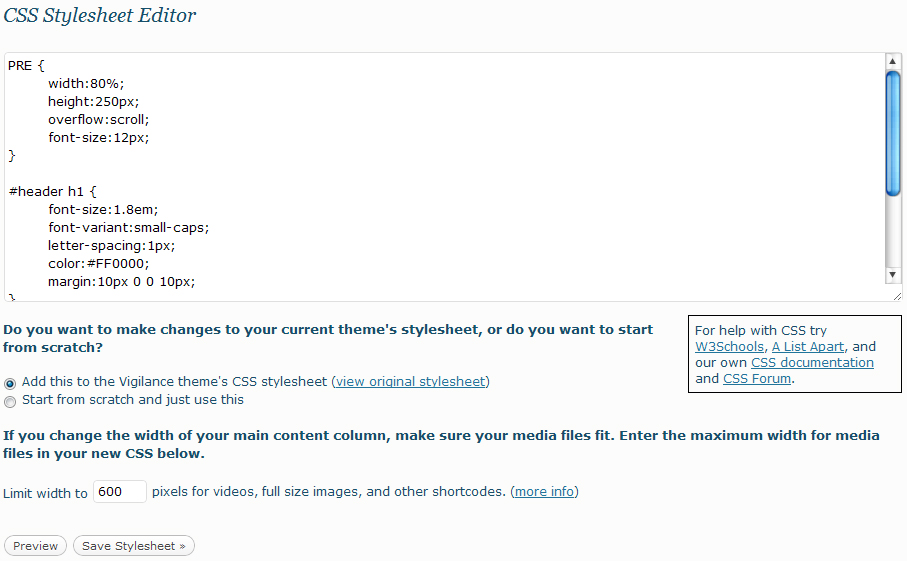 CSS Stylesheet Editor
PRE {
width:80%;
height:250px;
overflow:scroll;
font-size:12px;
}
#header h1 {
font-size:1.8em;
font-variant:small-caps;
letter-spacing:1px;
color:#FF0000;
margin:10px 0 0 10px;
}
Do you want to make changes to your current theme's stylesheet, or do you want to start
from scratch?
For help with CSS try
W3Schools, A List Apart, and
our own CSS documentation
and CSS Forum.
Add this to the Vigilance theme's CSS stylesheet (view original stylesheet)
Start from scratch and just use this
If you change the width of your main content column, make sure your media files fit. Enter the maximum width for media
files in your new CSS below.
Limit width to 600 pixels for videos, full size images, and other shortcodes. (more info)
Preview Save Stylesheet »